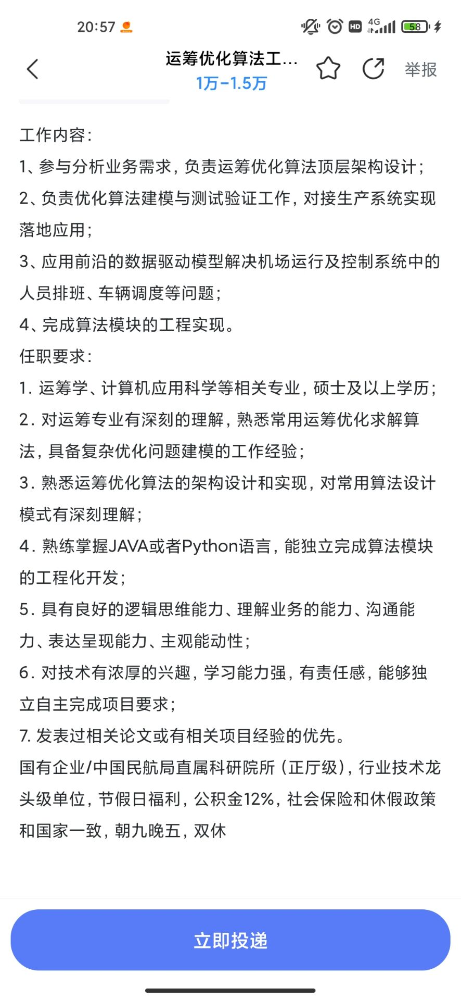 20:57
HD 4G 58
运筹优化算法工...
1万-1.5万
举报
工作内容：
1、参与分析业务需求，负责运筹优化算法顶层架构设计；
2、负责优化算法建模与测试验证工作，对接生产系统实现
落地应用；
3、应用前沿的数据驱动模型解决机场运行及控制系统中的
人员排班、车辆调度等问题；
4、完成算法模块的工程实现。
任职要求：
1. 运筹学、计算机应用科学等相关专业，硕士及以上学历；
2. 对运筹专业有深刻的理解，熟悉常用运筹优化求解算
法，具备复杂优化问题建模的工作经验；
3. 熟悉运筹优化算法的架构设计和实现，对常用算法设计
模式有深刻理解；
4. 熟练掌握JAVA或者Python语言，能独立完成算法模块
的工程化开发；
5. 具有良好的逻辑思维能力、理解业务的能力、沟通能
力、表达呈现能力、主观能动性；
6. 对技术有浓厚的兴趣，学习能力强，有责任感，能够独
立自主完成项目要求；
7. 发表过相关论文或有相关项目经验的优先。
国有企业/中国民航局直属科研院所（正厅级），行业技术龙
头级单位，节假日福利，公积金12%，社会保险和休假政策
和国家一致，朝九晚五，双休
立即投递